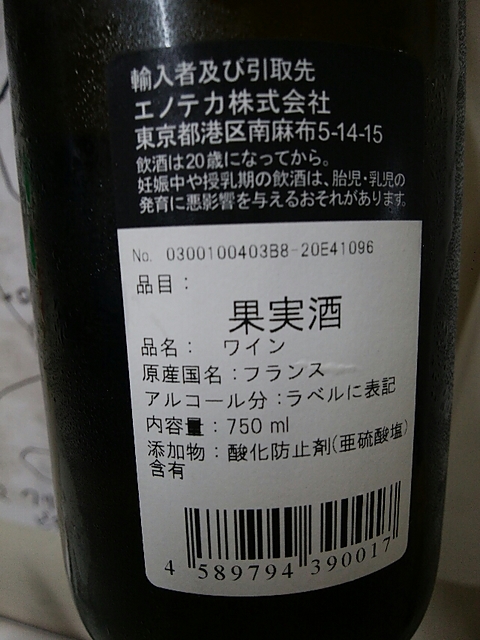 輸入者及び引取先
エノテカ株式会社
東京都港区南麻布5-14-15
飲酒は20歳になってから。
妊娠中や授乳期の飲酒は、胎児・乳児の
発育に悪影響を与えるおそれがあります。
No. 0300100403B8-20E41096
品目：
果実酒
品名： ワイン
原産国名：フランス
アルコール分：ラベルに表記
内容量：750 ml
添加物：酸化防止剤(亜硫酸塩)
含有
4 589794 390017